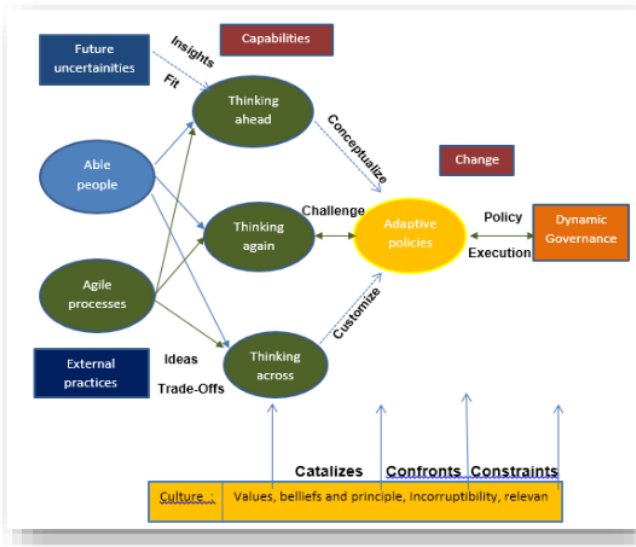 Future
uncertainities
Insights
Fit
Capabilities
Thinking
ahead
Able
people
Conceptualize
Change
Thinking
again
Challenge
Adaptive
policies
Policy
Execution
Dynamic
Governance
Agile
processes
Customize
External
practices
Ideas
Trade-Offs
Thinking
across
Catalizes Confronts Constraints
Culture : Values, belliefs and principle, Incorruptibility, relevan